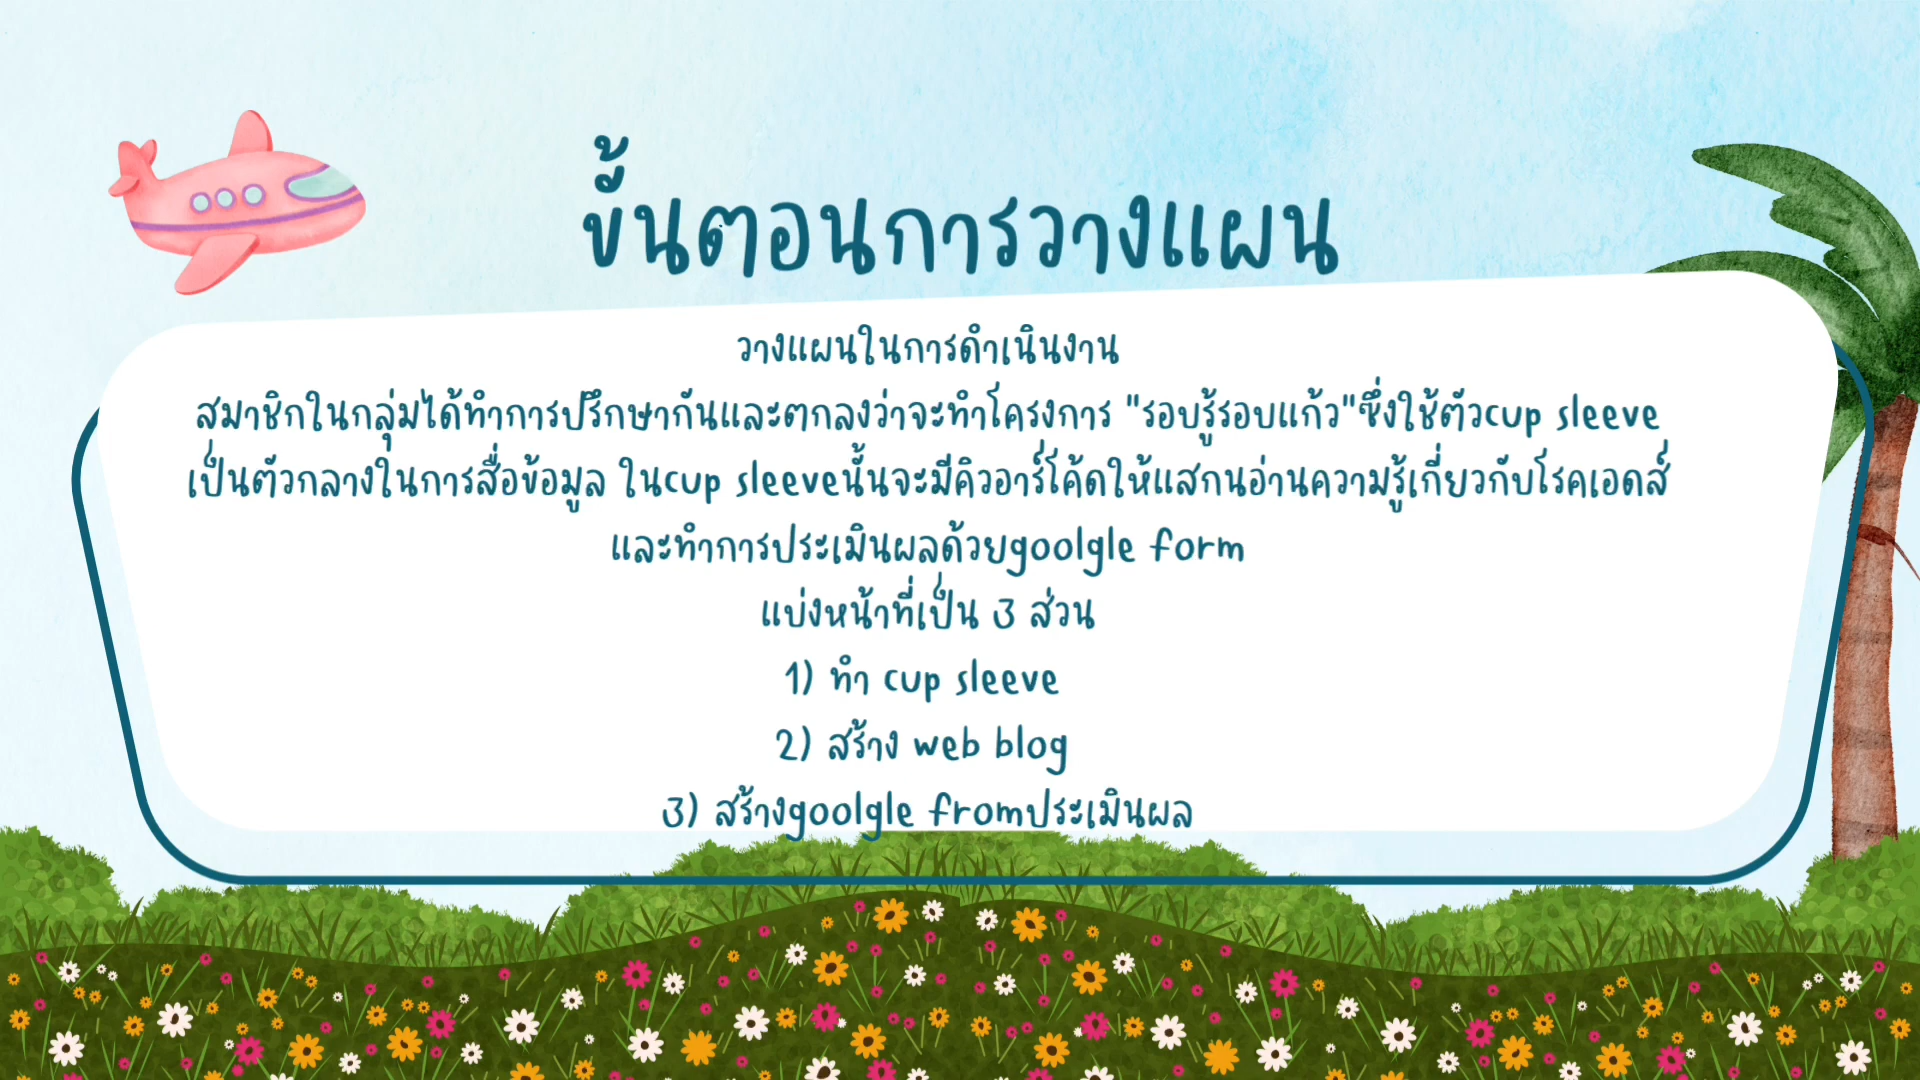 ขั้นตอนการวางแผน
วางแผนในการดำเนินงาน
สมาชิกในกลุ่มได้ทำการปรึกษากันและตกลงว่าจะทำโครงการ "รอบรู้รอบแก้ว"ซึ่งใช้ตัวcup sleeve
เป็นตัวกลางในการสื่อข้อมูล ในcup sleeveนั้นจะมีคิวอาร์โค้ดให้แสกนอ่านความรู้เกี่ยวกับโรคเอดส์
และทำการประเมินผลด้วยgoolgle form
แบ่งหน้าที่เป็น 3 ส่วน
1) ทำ cup sleeve
2) สร้าง web blog
3) สร้างgoolgle fromประเมินผล